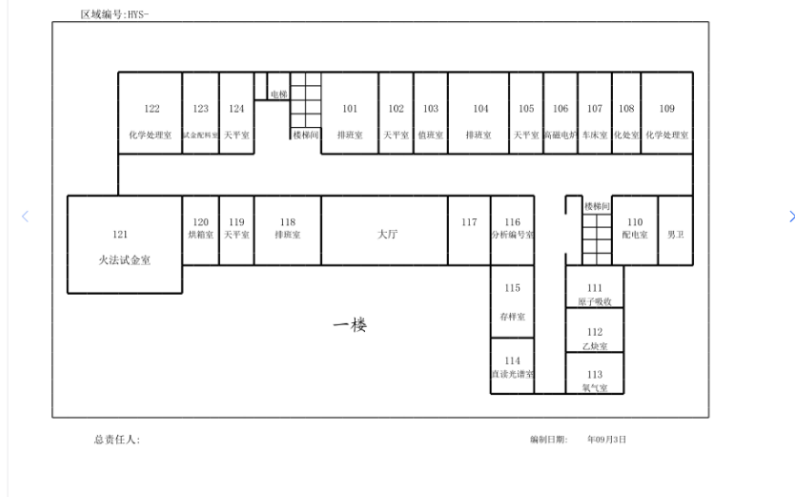 区域编号:HYS-
122
化学处理室
123
试金配料室
124
天平室
电梯
楼梯间
101
排班室
102
天平室
103
值班室
104
排班室
105
天平室
106
高磁电炉
107
车床室
108
化处室
109
化学处理室
121
火法试金室
120
烘箱室
119
天平室
118
排班室
大厅
117
116
分析编号室
楼梯间
110
配电室
男卫
115
存样室
114
直读光谱室
111
原子吸收
112
乙炔室
113
氧气室
一楼
总责任人:
编制日期: 年09月3日